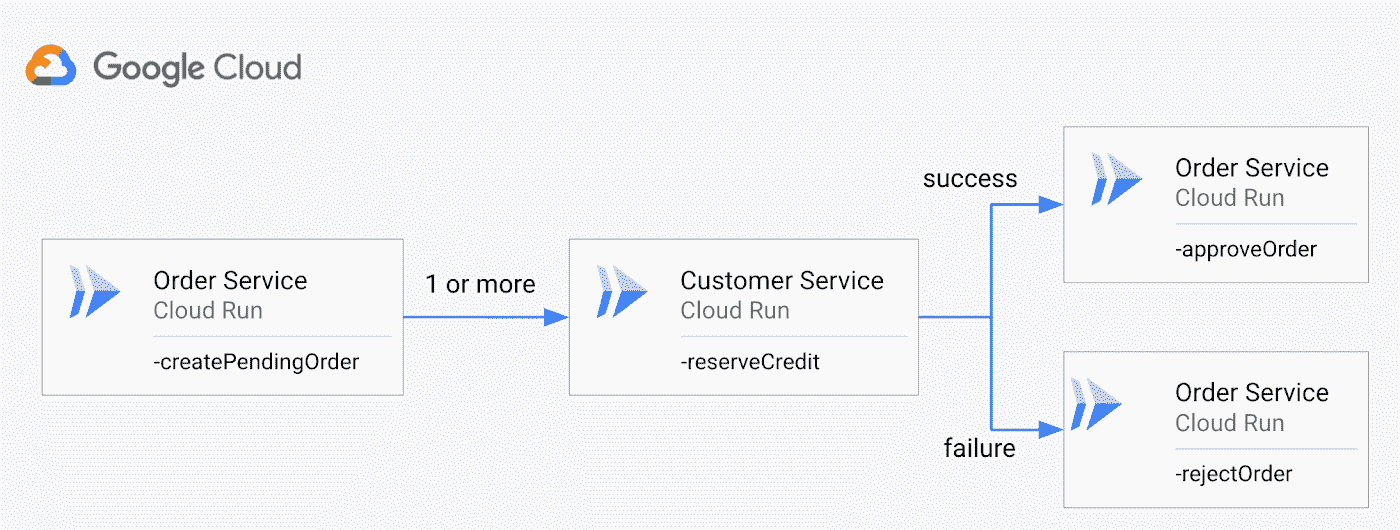 Google Cloud
Order Service
Cloud Run
-createPendingOrder
1 or more
Customer Service
Cloud Run
-reserveCredit
success
Order Service
Cloud Run
-approveOrder
failure
Order Service
Cloud Run
-rejectOrder